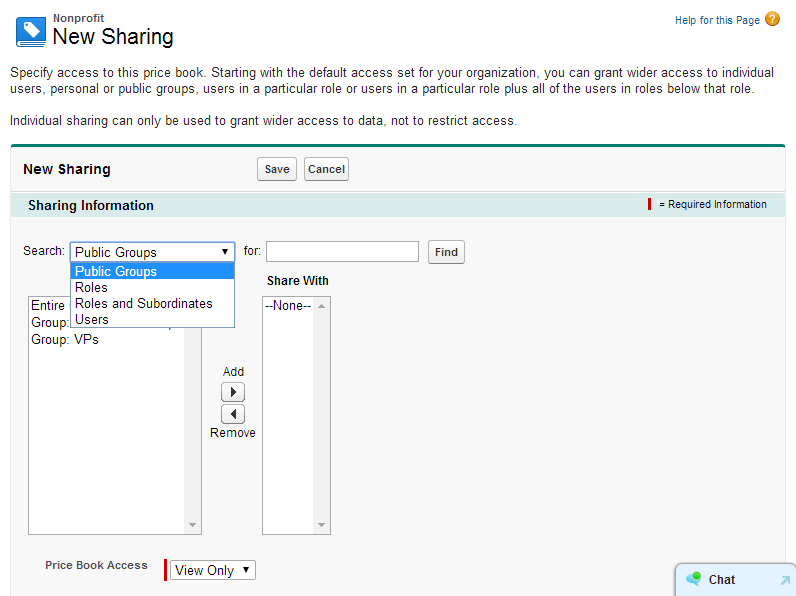 Nonprofit
New Sharing
Help for this Page
Specify access to this price book. Starting with the default access set for your organization, you can grant wider access to individual
users, personal or public groups, users in a particular role or users in a particular role plus all of the users in roles below that role.
Individual sharing can only be used to grant wider access to data, not to restrict access.
New Sharing
Save
Cancel
Sharing Information
= Required Information
Search:
Public Groups
for:
Find
Public Groups
Roles
Roles and Subordinates
Users
Share With
Entire
Group:
Group: VPs
--None--
Add
Remove
Price Book Access
View Only
Chat